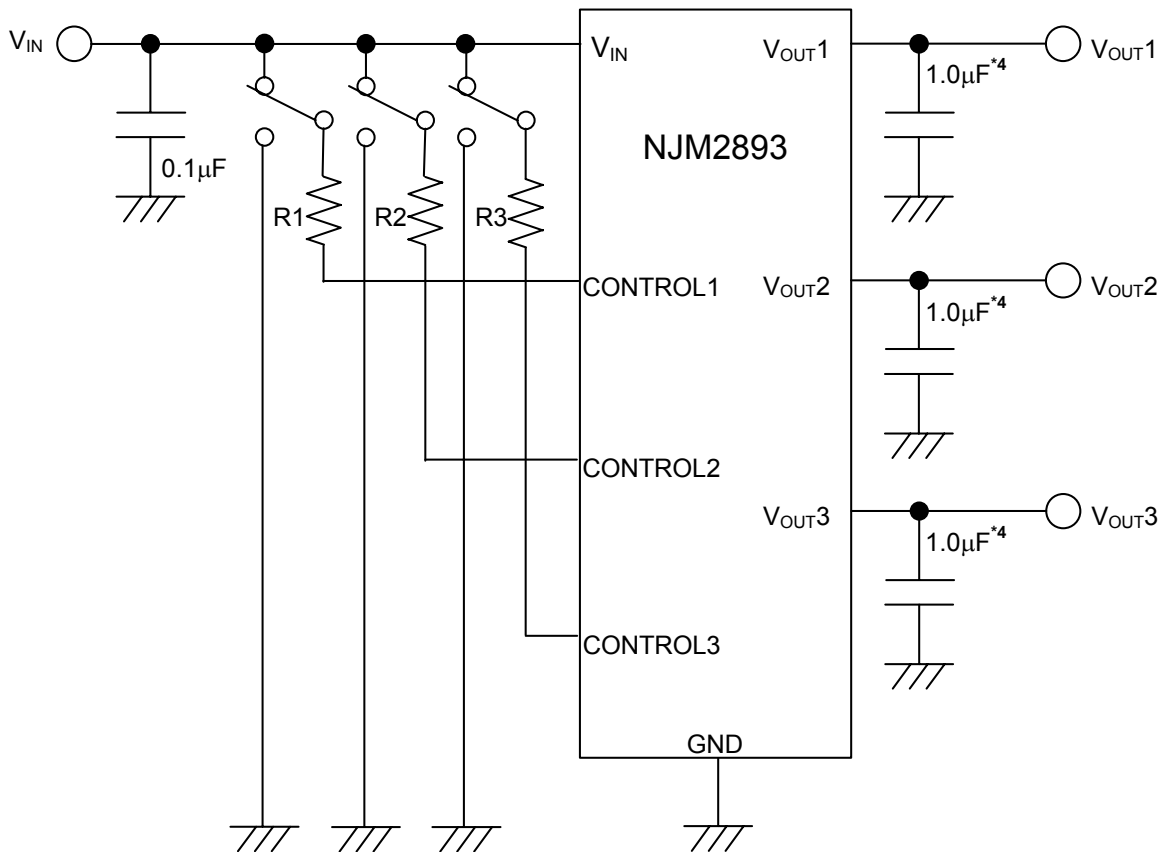 VIN
VIN
VOUT1
VOUT1
1.0µF*4
NJM2893
0.1µF
R1
R2
R3
CONTROL1
VOUT2
VOUT2
1.0µF*4
CONTROL2
VOUT3
VOUT3
1.0µF*4
CONTROL3
GND